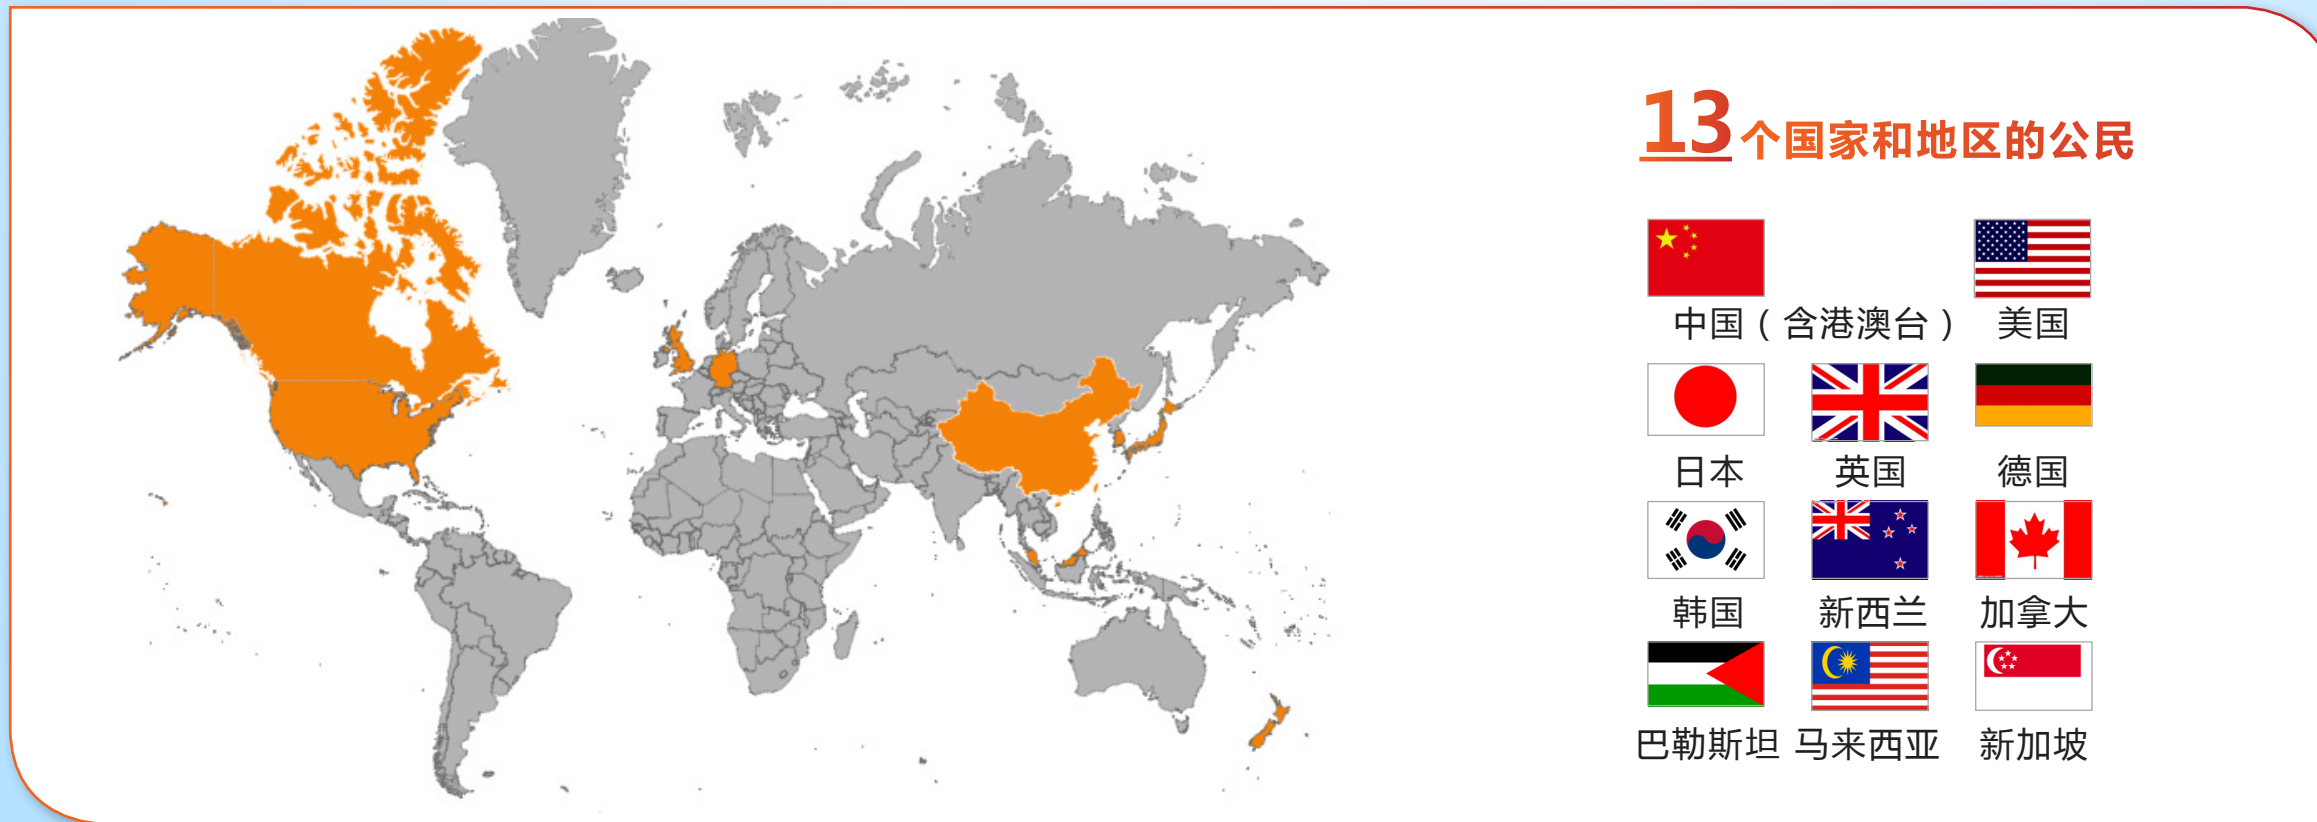 13个国家和地区的公民
中国（含港澳台） 美国
日本 英国 德国
韩国 新西兰 加拿大
巴勒斯坦 马来西亚 新加坡